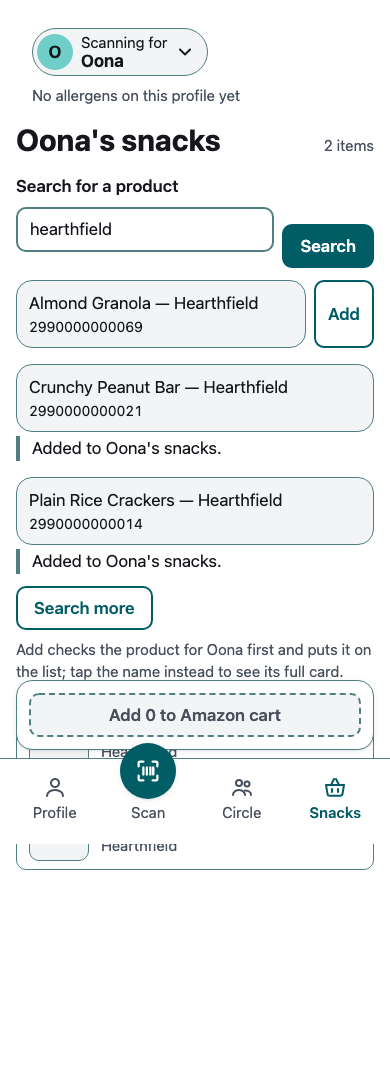 O
Scanning for
Oona
No allergens on this profile yet
Oona's snacks
2 items
Search for a product
hearthfield
Search
Almond Granola — Hearthfield
2990000000069
Add
Crunchy Peanut Bar — Hearthfield
2990000000021
Added to Oona's snacks.
Plain Rice Crackers — Hearthfield
2990000000014
Added to Oona's snacks.
Search more
Add checks the product for Oona first and puts it on
the list; tap the name instead to see its full card.
Add 0 to Amazon cart
Profile
Scan
Circle
Snacks
Hearthfield